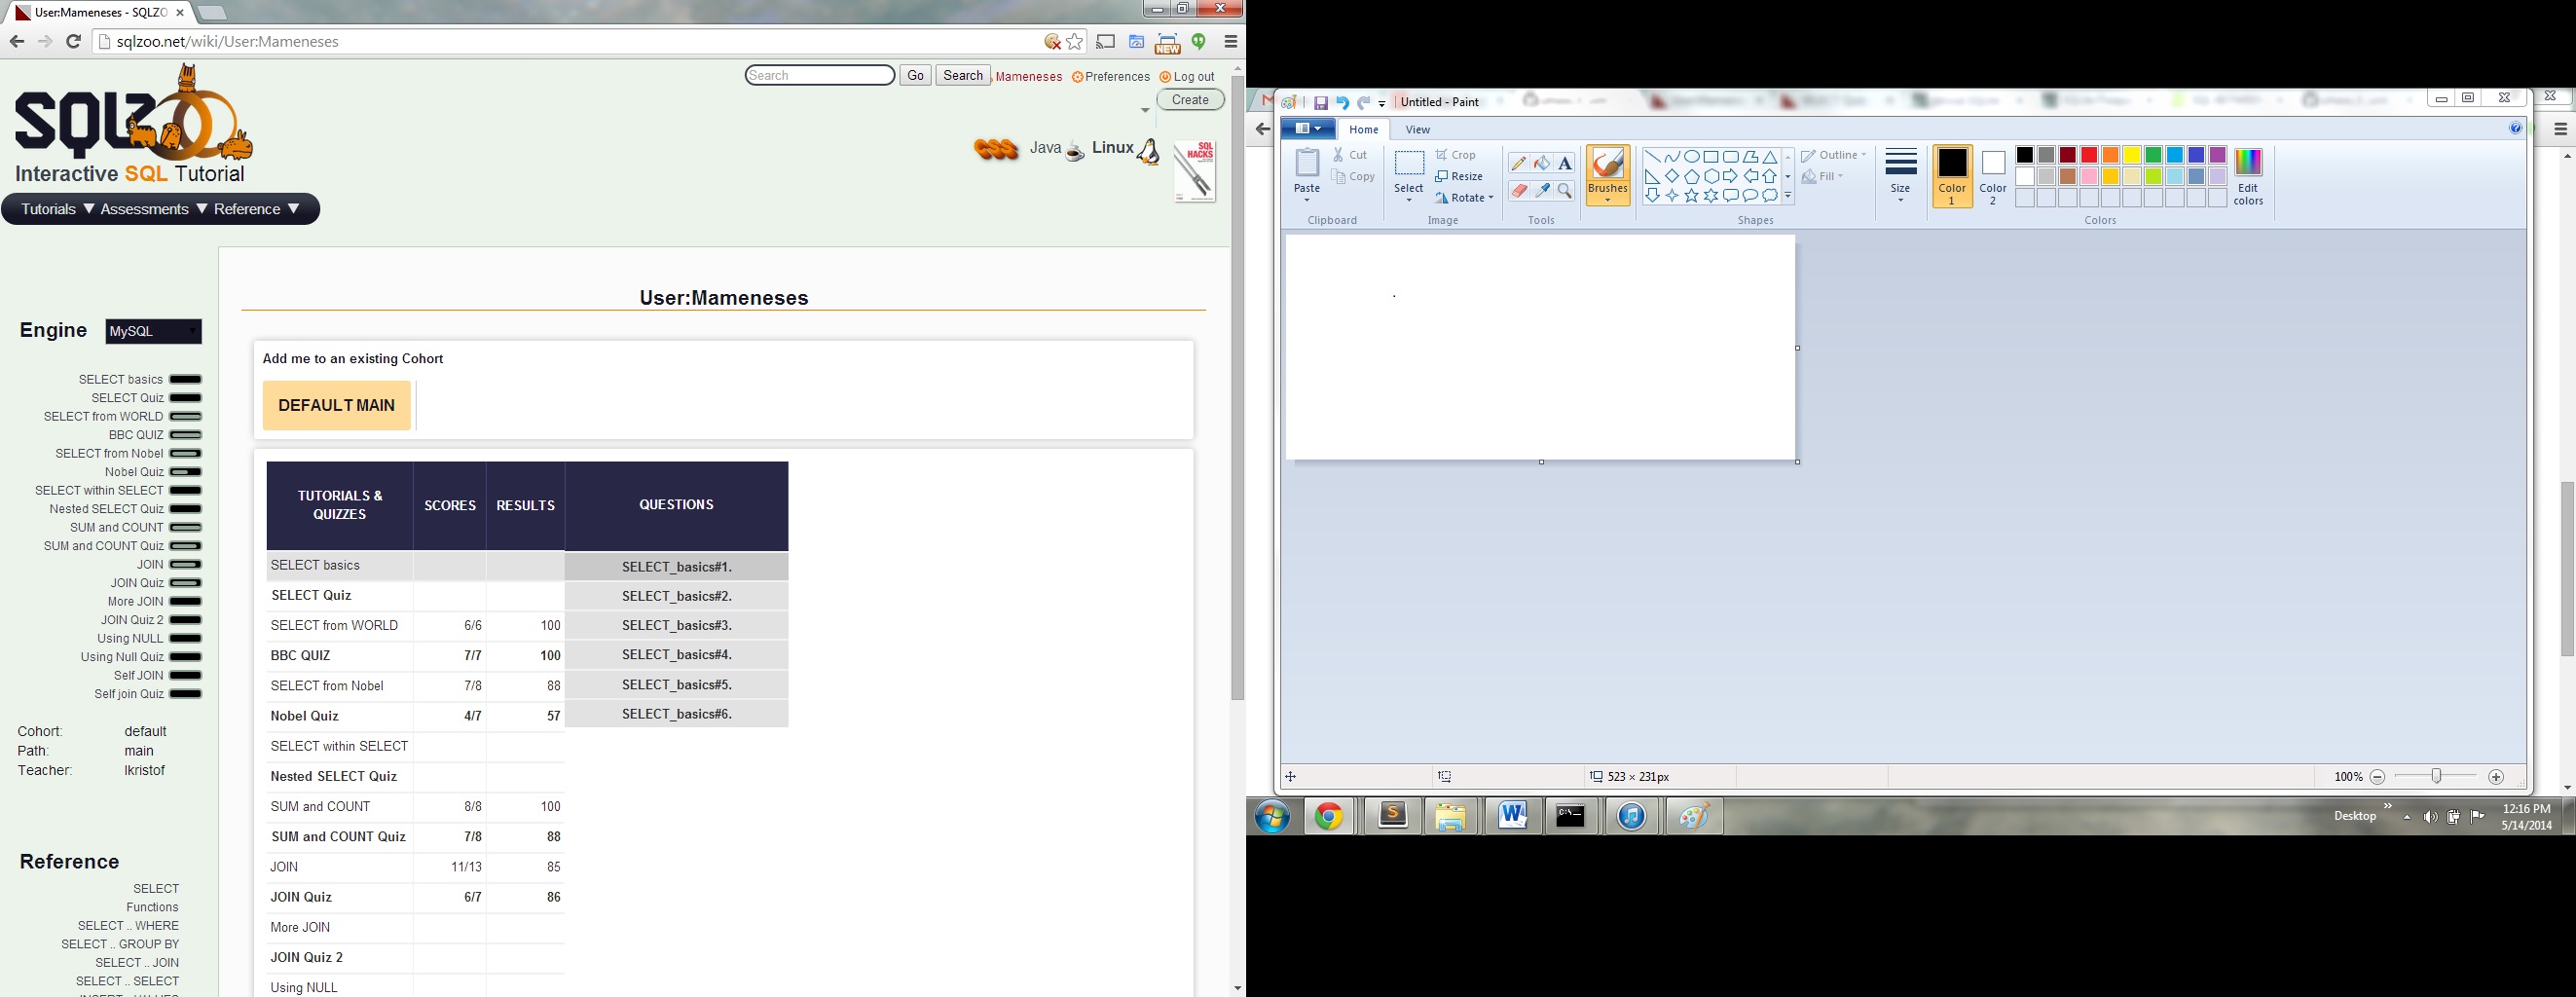 User:Mameneses - SQLZO
sqlzoo.net/wiki/User:Mameneses
NEW
Search Go Search Mameneses Preferences Log out
Create
SQLZOO
Interactive SQL Tutorial
CSS Java Linux
SQL
HACKS
Tutorials ▼ Assessments ▼ Reference ▼
User:Mameneses
Engine MySQL
SELECT basics
SELECT Quiz
SELECT from WORLD
BBC QUIZ
SELECT from Nobel
Nobel Quiz
SELECT within SELECT
Nested SELECT Quiz
SUM and COUNT
SUM and COUNT Quiz
JOIN
JOIN Quiz
More JOIN
JOIN Quiz 2
Using NULL
Using Null Quiz
Self JOIN
Self join Quiz
Cohort: default
Path: main
Teacher: lkristof
Reference
SELECT
Functions
SELECT .. WHERE
SELECT .. GROUP BY
SELECT .. JOIN
SELECT .. SELECT
INSERT .. VALUES
Add me to an existing Cohort
DEFAULT MAIN
TUTORIALS & QUIZZES SCORES RESULTS QUESTIONS
SELECT basics SELECT_basics#1.
SELECT Quiz SELECT_basics#2.
SELECT from WORLD 6/6 100 SELECT_basics#3.
BBC QUIZ 7/7 100 SELECT_basics#4.
SELECT from Nobel 7/8 88 SELECT_basics#5.
Nobel Quiz 4/7 57 SELECT_basics#6.
SELECT within SELECT
Nested SELECT Quiz
SUM and COUNT 8/8 100
SUM and COUNT Quiz 7/8 88
JOIN 11/13 85
JOIN Quiz 6/7 86
More JOIN
JOIN Quiz 2
Using NULL
Untitled - Paint
Home View
Paste Cut Copy
Clipboard
Select Crop Resize Rotate
Image
A
Tools
Brushes
Outline Fill
Shapes
Size
Color 1
Color 2
Edit colors
Colors
523 × 231px
100%
C:\_
Desktop »
12:16 PM
5/14/2014